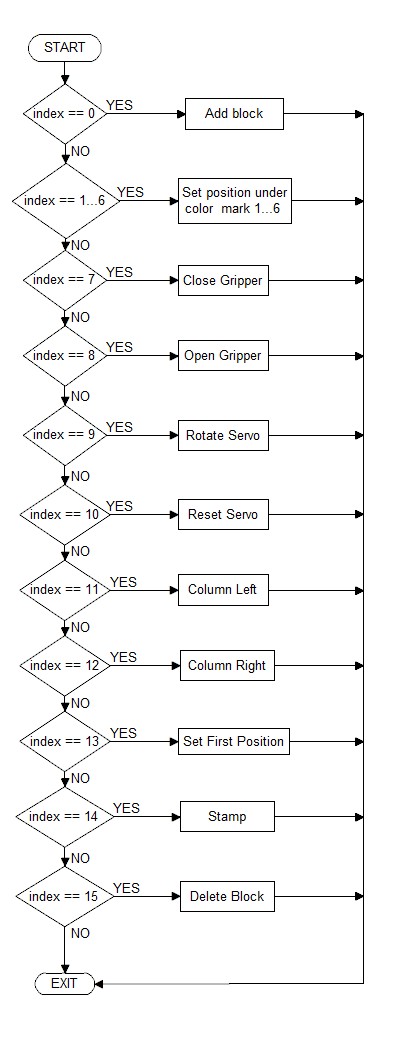 START
index == 0
YES
Add block
NO
index == 1...6
YES
Set position under
color mark 1...6
NO
index == 7
YES
Close Gripper
NO
index == 8
YES
Open Gripper
NO
index == 9
YES
Rotate Servo
NO
index == 10
YES
Reset Servo
NO
index == 11
YES
Column Left
NO
index == 12
YES
Column Right
NO
index == 13
YES
Set First Position
NO
index == 14
YES
Stamp
NO
index == 15
YES
Delete Block
NO
EXIT